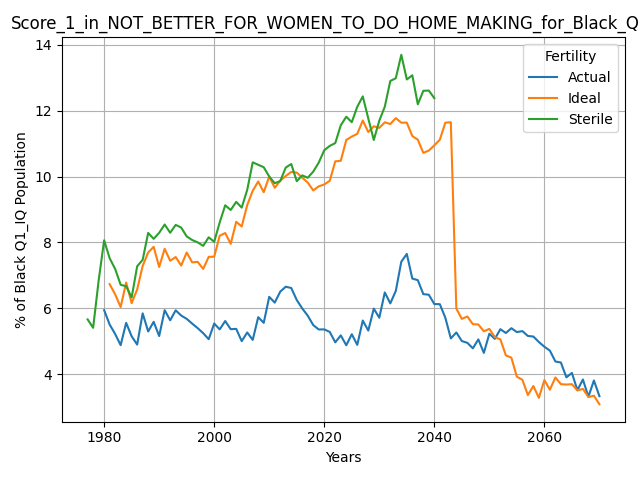 Score_1_in_NOT_BETTER_FOR_WOMEN_TO_DO_HOME_MAKING_for_Black_Q
Fertility
Actual
Ideal
Sterile
% of Black Q1_IQ Population
14
12
10
8
6
4
1980 2000 2020 2040 2060
Years